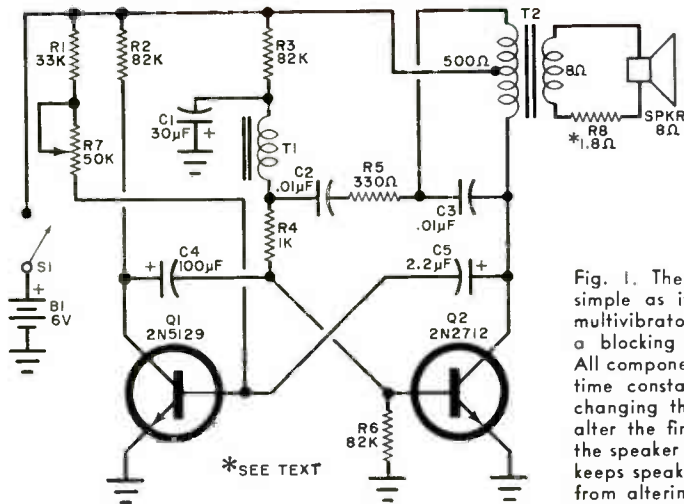 T2
R1
33K
R2
82K
R3
82K
500Ω
8Ω
SPKR
8Ω
*R8
1.8Ω
C1
30µF
+
T1
R7
50K
C2
.01µF
R5
330Ω
C3
.01µF
R4
1K
S1
+
B1
6V
+
C4
100µF
C5
2.2µF
+
Q1
2N5129
Q2
2N2712
R6
82K
*SEE TEXT
Fig. 1. The
simple as i
multivibrato
a blocking
All compone
time consta
changing th
alter the fir
the speaker
keeps speak
from alterin